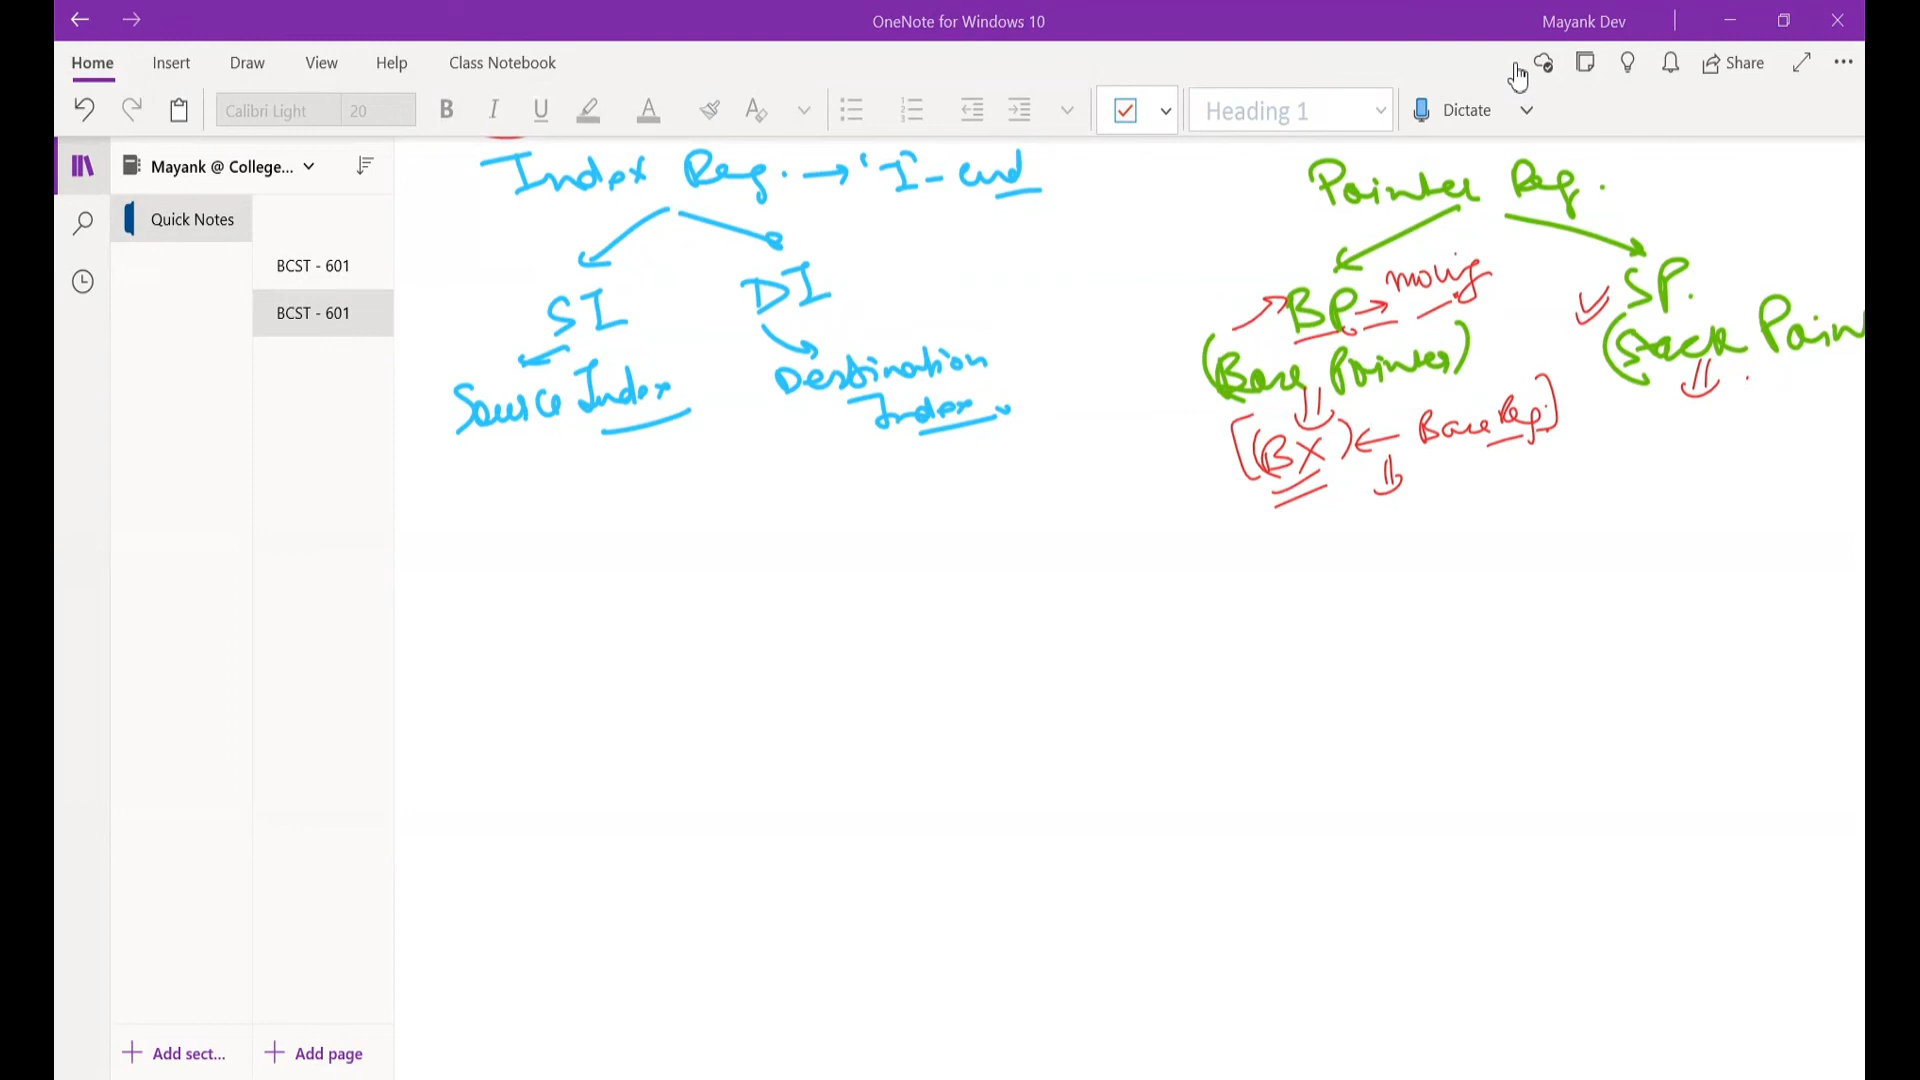 OneNote for Windows 10
Mayank Dev
Home Insert Draw View Help Class Notebook
Share
Calibri Light 20
B I U A A
Heading 1
Dictate
Mayank @ College...
Quick Notes
BCST - 601
BCST - 601
Index Reg. → 'I' - end
SI
DI
Source Index
Destination
Index
Pointer Reg.
BP → moving
SP.
(Base Pointer)
(Stack Poin
[(BX) ← Base Reg.]
Add sect...
Add page